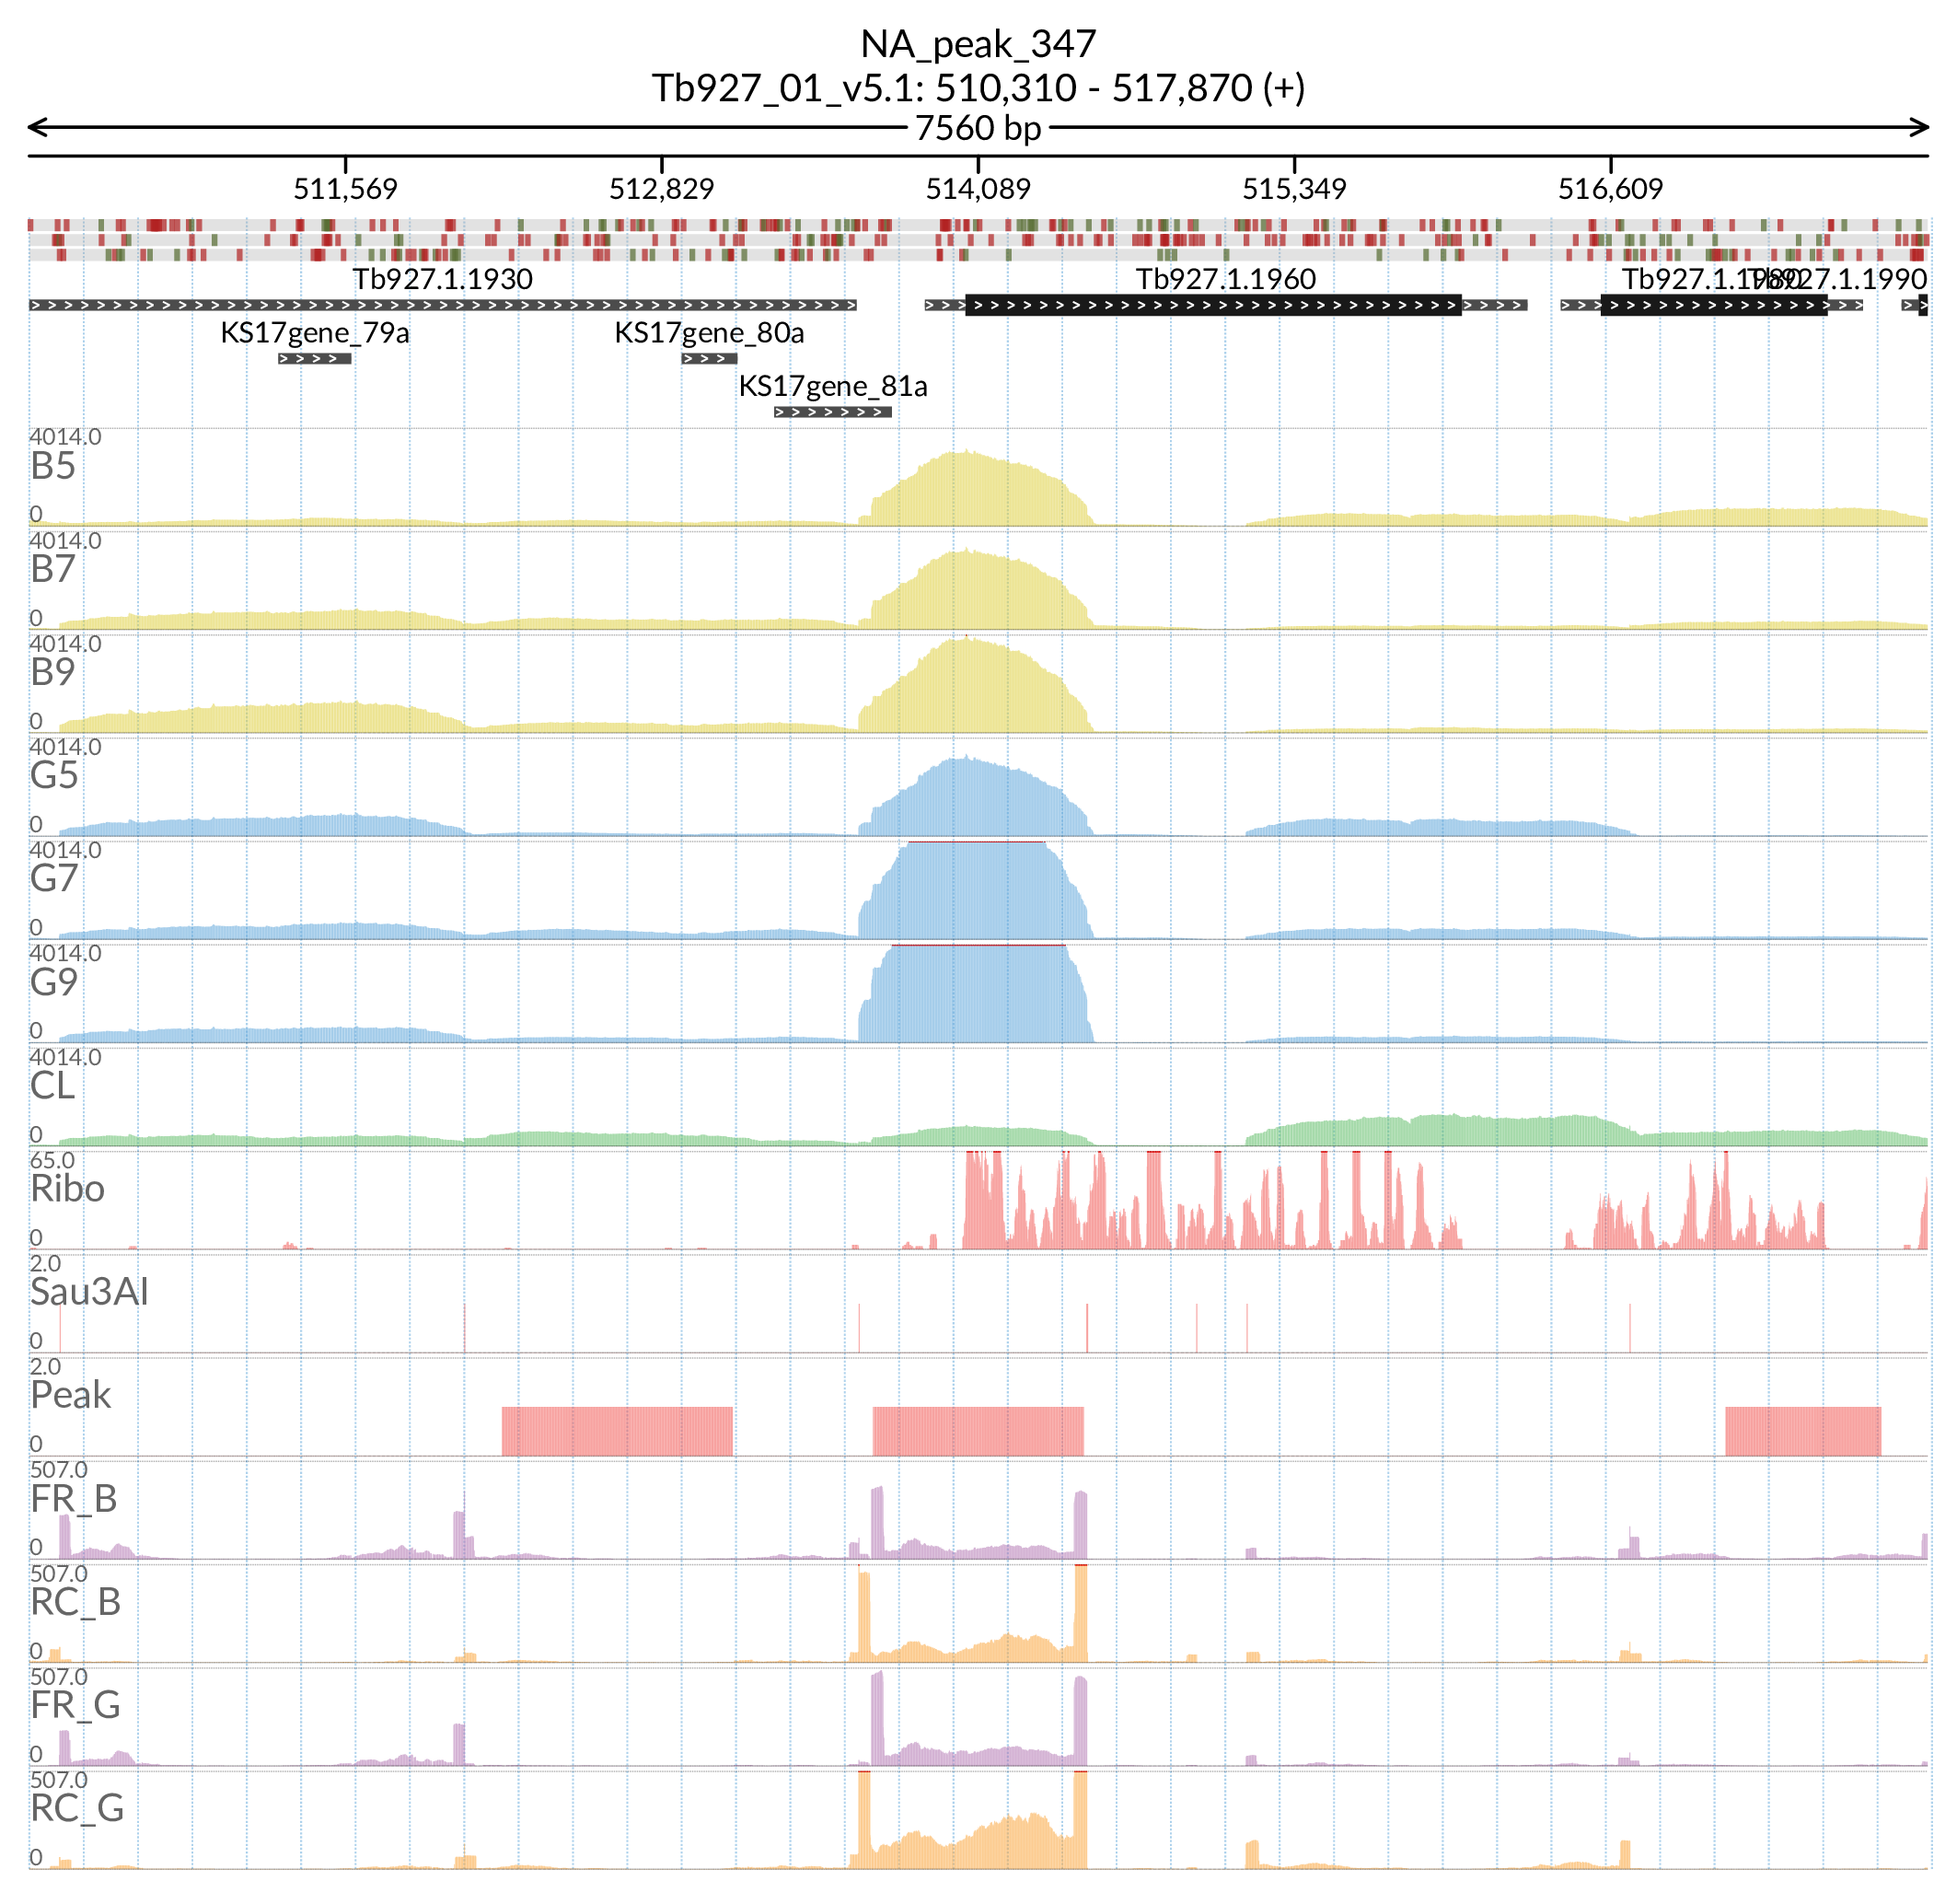 NA_peak_347
Tb927_01_v5.1: 510,310 - 517,870 (+)
7560 bp
511,569 512,829 514,089 515,349 516,609
Tb927.1.1930 Tb927.1.1960 Tb927.1.1980 Tb927.1.1990
KS17gene_79a KS17gene_80a
KS17gene_81a
4014.0
B5
0
4014.0
B7
0
4014.0
B9
0
4014.0
G5
0
4014.0
G7
0
4014.0
G9
0
4014.0
CL
0
65.0
Ribo
0
2.0
Sau3AI
0
2.0
Peak
0
507.0
FR_B
0
507.0
RC_B
0
507.0
FR_G
0
507.0
RC_G
0